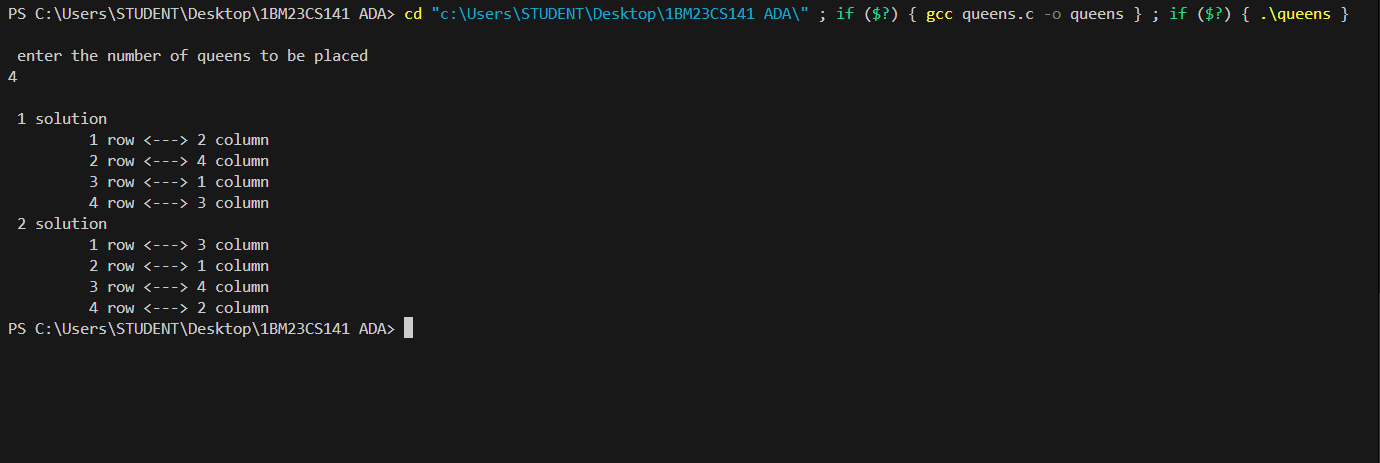 PS C:\Users\STUDENT\Desktop\1BM23CS141 ADA> cd "c:\Users\STUDENT\Desktop\1BM23CS141 ADA\" ; if ($?) { gcc queens.c -o queens } ; if ($?) { .\queens }
enter the number of queens to be placed
4
1 solution
1 row <---> 2 column
2 row <---> 4 column
3 row <---> 1 column
4 row <---> 3 column
2 solution
1 row <---> 3 column
2 row <---> 1 column
3 row <---> 4 column
4 row <---> 2 column
PS C:\Users\STUDENT\Desktop\1BM23CS141 ADA>